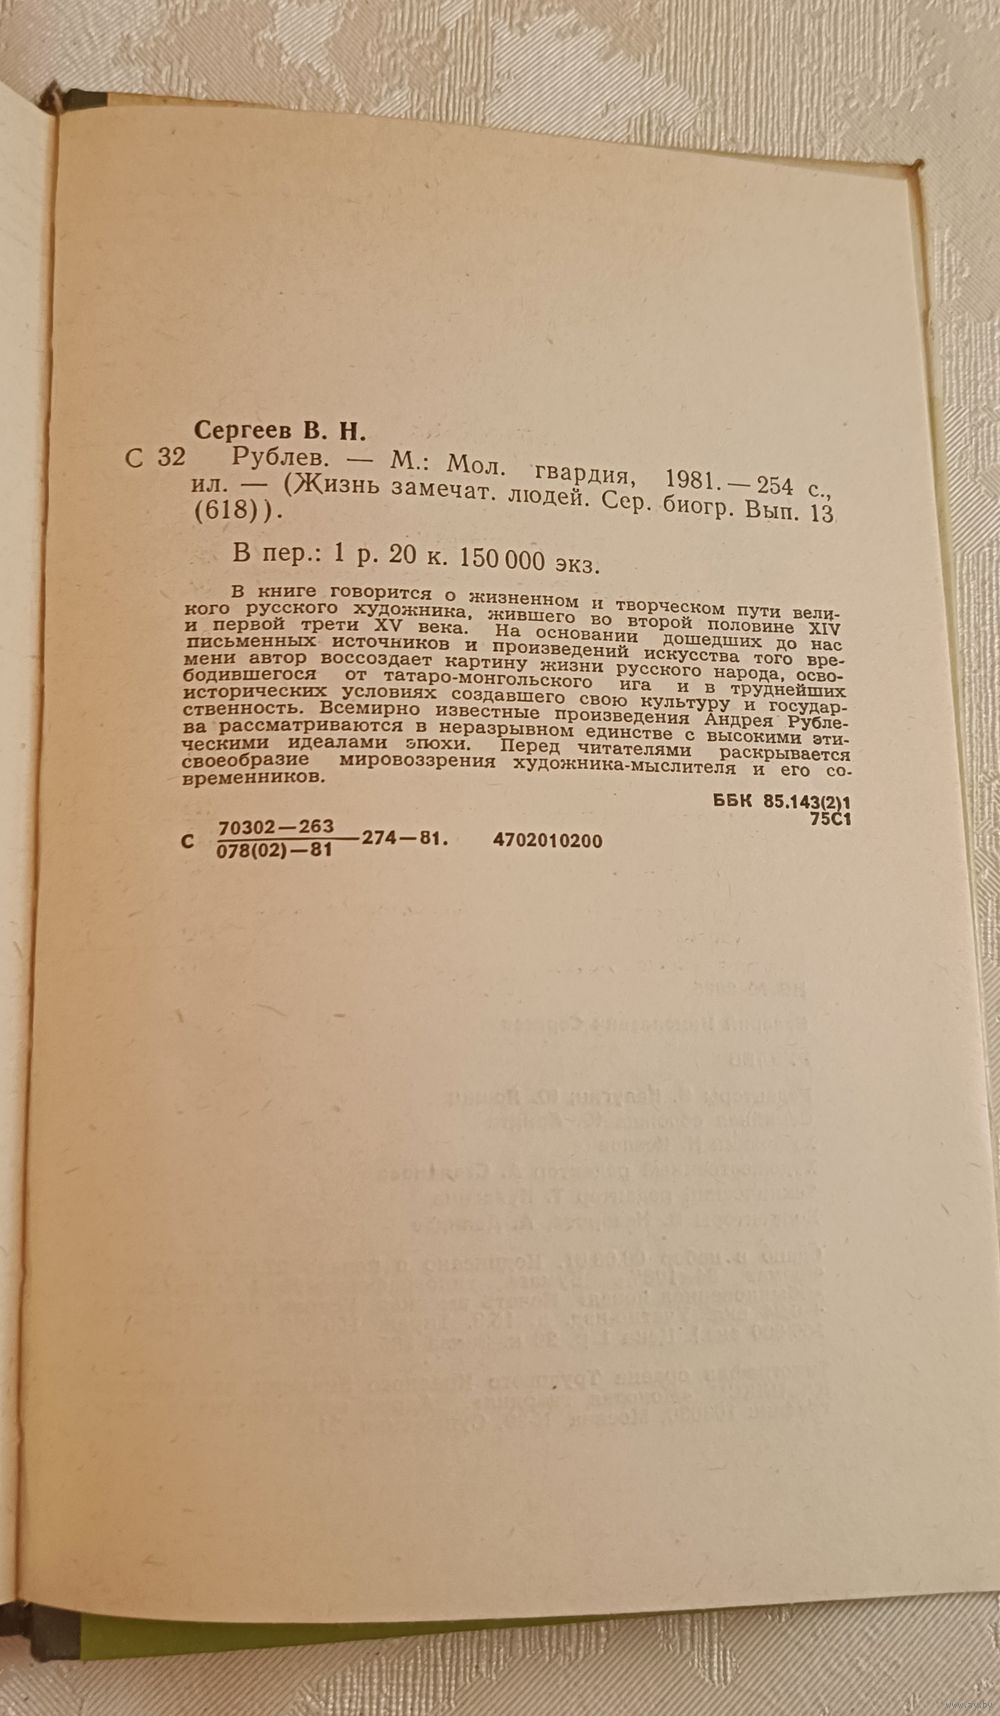 Сергеев В. Н.
С 32 Рублев. — М.: Мол. гвардия, 1981. — 254 с.,
ил. — (Жизнь замечат. людей. Сер. биогр. Вып. 13
(618)).
В пер.: 1 р. 20 к. 150 000 экз.
В книге говорится о жизненном и творческом пути вели-
кого русского художника, жившего во второй половине XIV
и первой трети XV века. На основании дошедших до нас
письменных источников и произведений искусства того вре-
мени автор воссоздает картину жизни русского народа, осво-
бодившегося от татаро-монгольского ига и в труднейших
исторических условиях создавшего свою культуру и государ-
ственность. Всемирно известные произведения Андрея Рубле-
ва рассматриваются в неразрывном единстве с высокими эти-
ческими идеалами эпохи. Перед читателями раскрывается
своеобразие мировоззрения художника-мыслителя и его со-
временников.
ББК 85.143(2)1
75С1
С 70302—263
078(02)—81 —274—81. 4702010200
www.ay.by